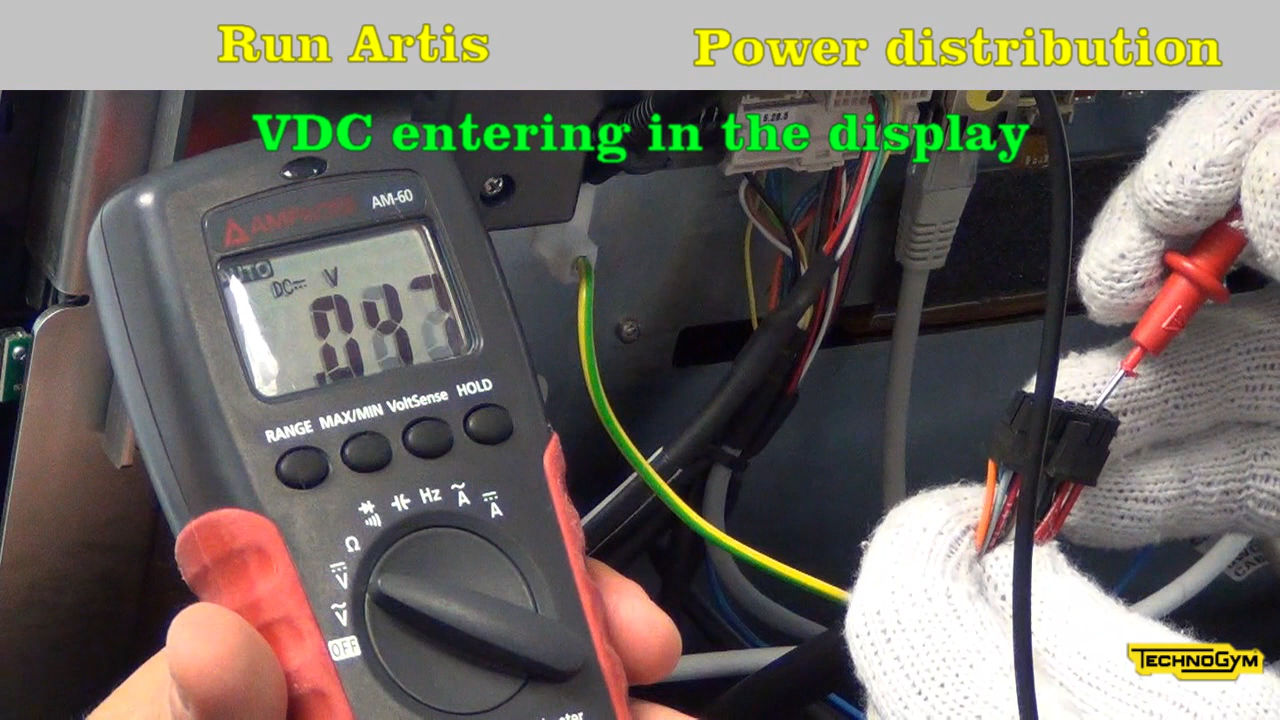 Run Artis
Power distribution
VDC entering in the display
AM-60
AUTO
DC V
RANGE MAX/MIN VoltSense HOLD
Hz
A
A
Ω
V
V
OFF
TECHNOGYM